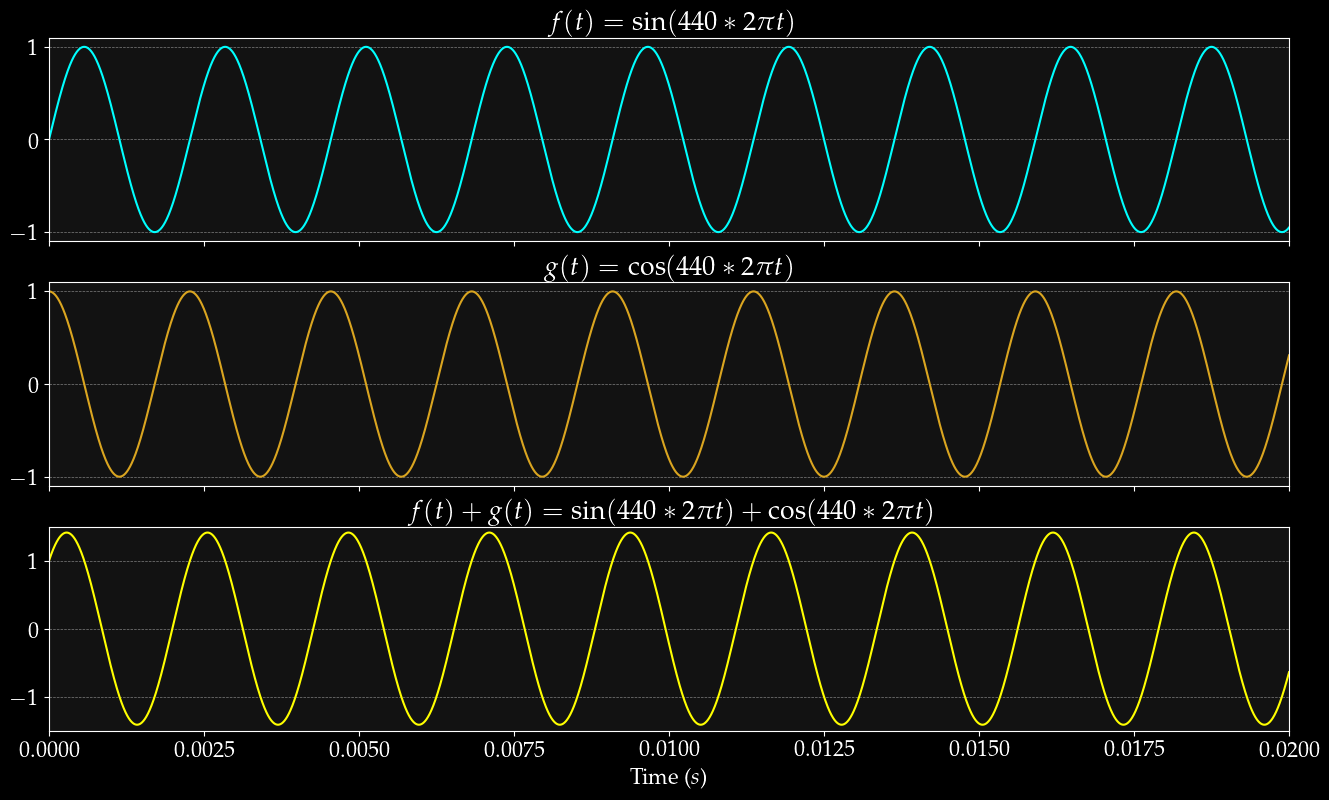 f(t) = sin(440 * 2πt)
1
0
−1
g(t) = cos(440 * 2πt)
1
0
−1
f(t) + g(t) = sin(440 * 2πt) + cos(440 * 2πt)
1
0
−1
0.0000 0.0025 0.0050 0.0075 0.0100 0.0125 0.0150 0.0175 0.0200
Time (s)